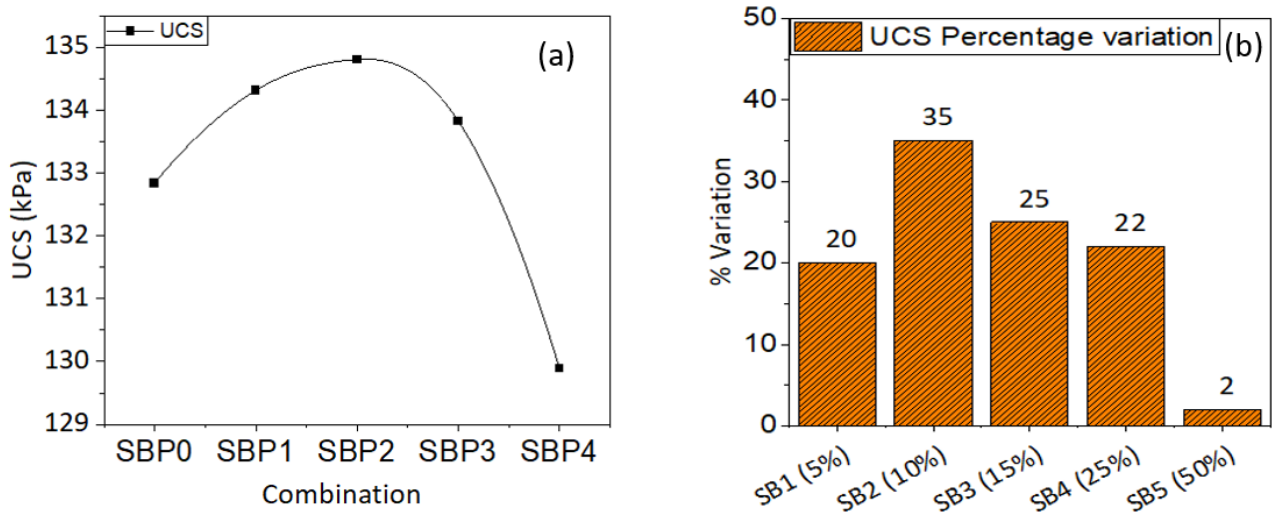 UCS
(a)
135
134
133
132
131
130
129
UCS (kPa)
SBP0 SBP1 SBP2 SBP3 SBP4
Combination
UCS Percentage variation
(b)
50
40
30
20
10
0
% Variation
20
35
25
22
2
SB1 (5%)
SB2 (10%)
SB3 (15%)
SB4 (25%)
SB5 (50%)